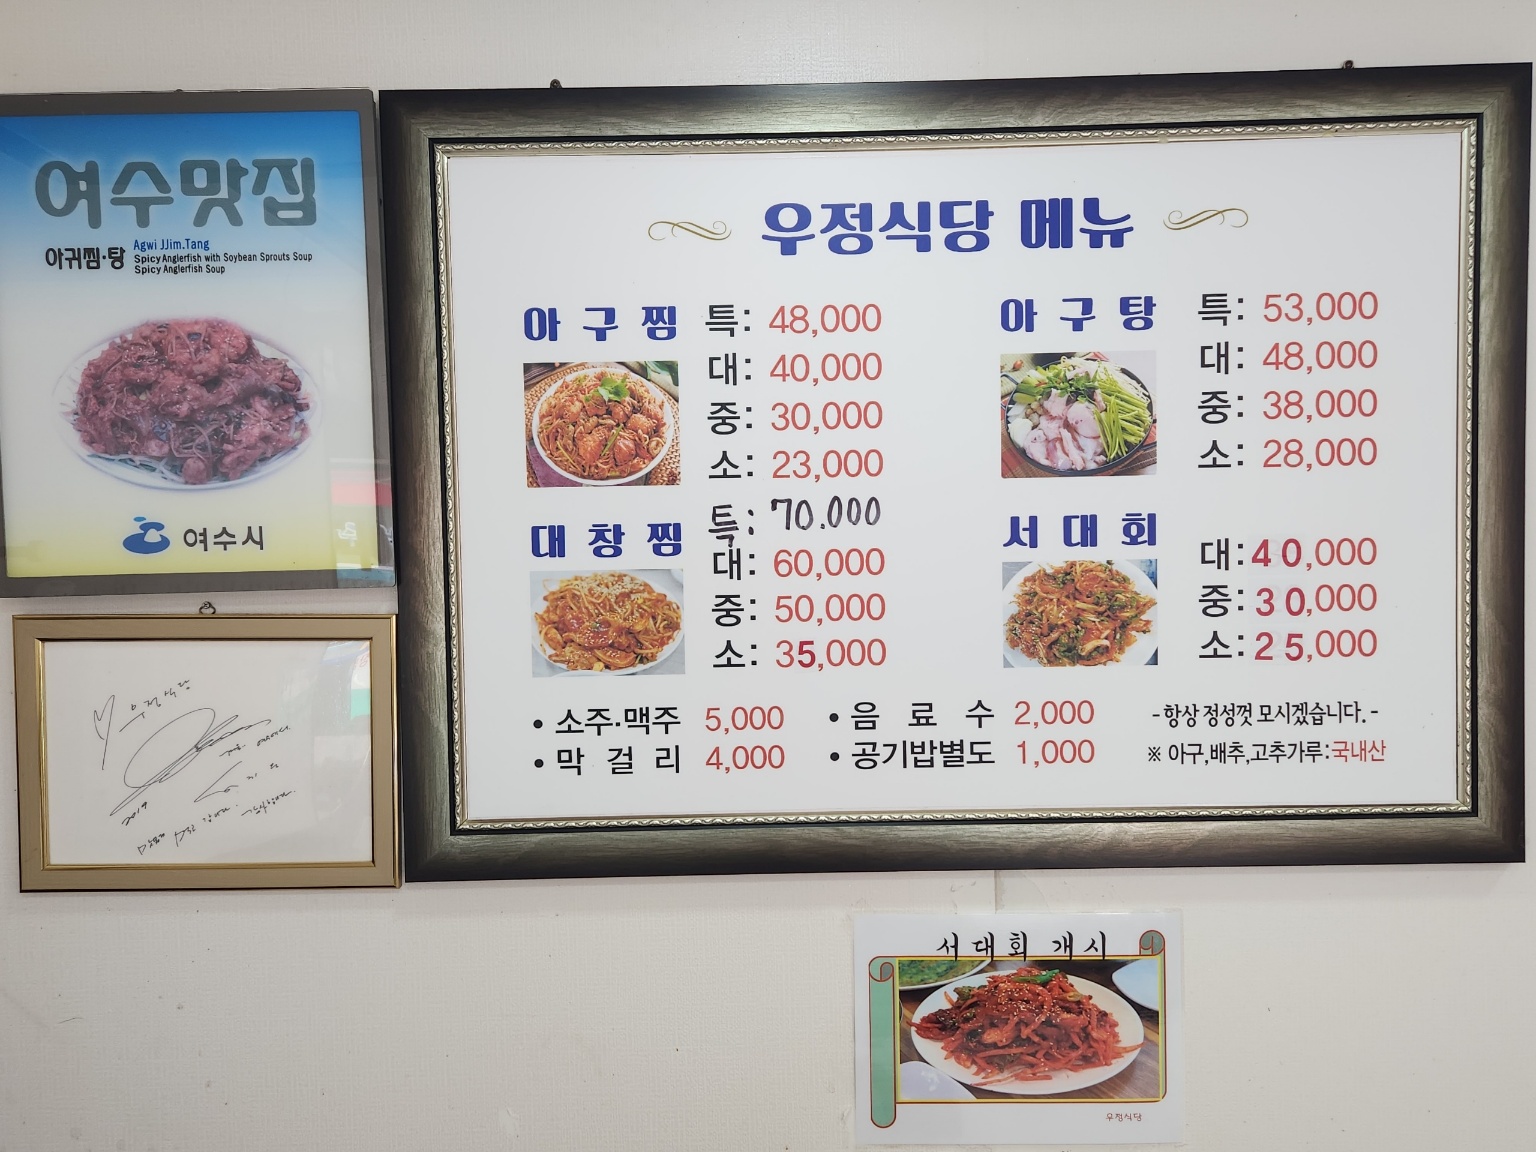 여수맛집
아귀찜·탕
Agwi JJim.Tang
Spicy Anglerfish with Soybean Sprouts Soup
Spicy Anglerfish Soup
여수시
우정식당
2019
우정식당 메뉴
아구찜 특: 48,000
대: 40,000
중: 30,000
소: 23,000
아구탕 특: 53,000
대: 48,000
중: 38,000
소: 28,000
대창찜 특: 70.000
대: 60,000
중: 50,000
소: 35,000
서대회
대: 40,000
중: 30,000
소: 25,000
• 소주·맥주 5,000
• 막걸리 4,000
• 음료수 2,000
• 공기밥별도 1,000
- 항상 정성껏 모시겠습니다. -
※ 아구,배추,고추가루:국내산
서대회 개시
우정식당